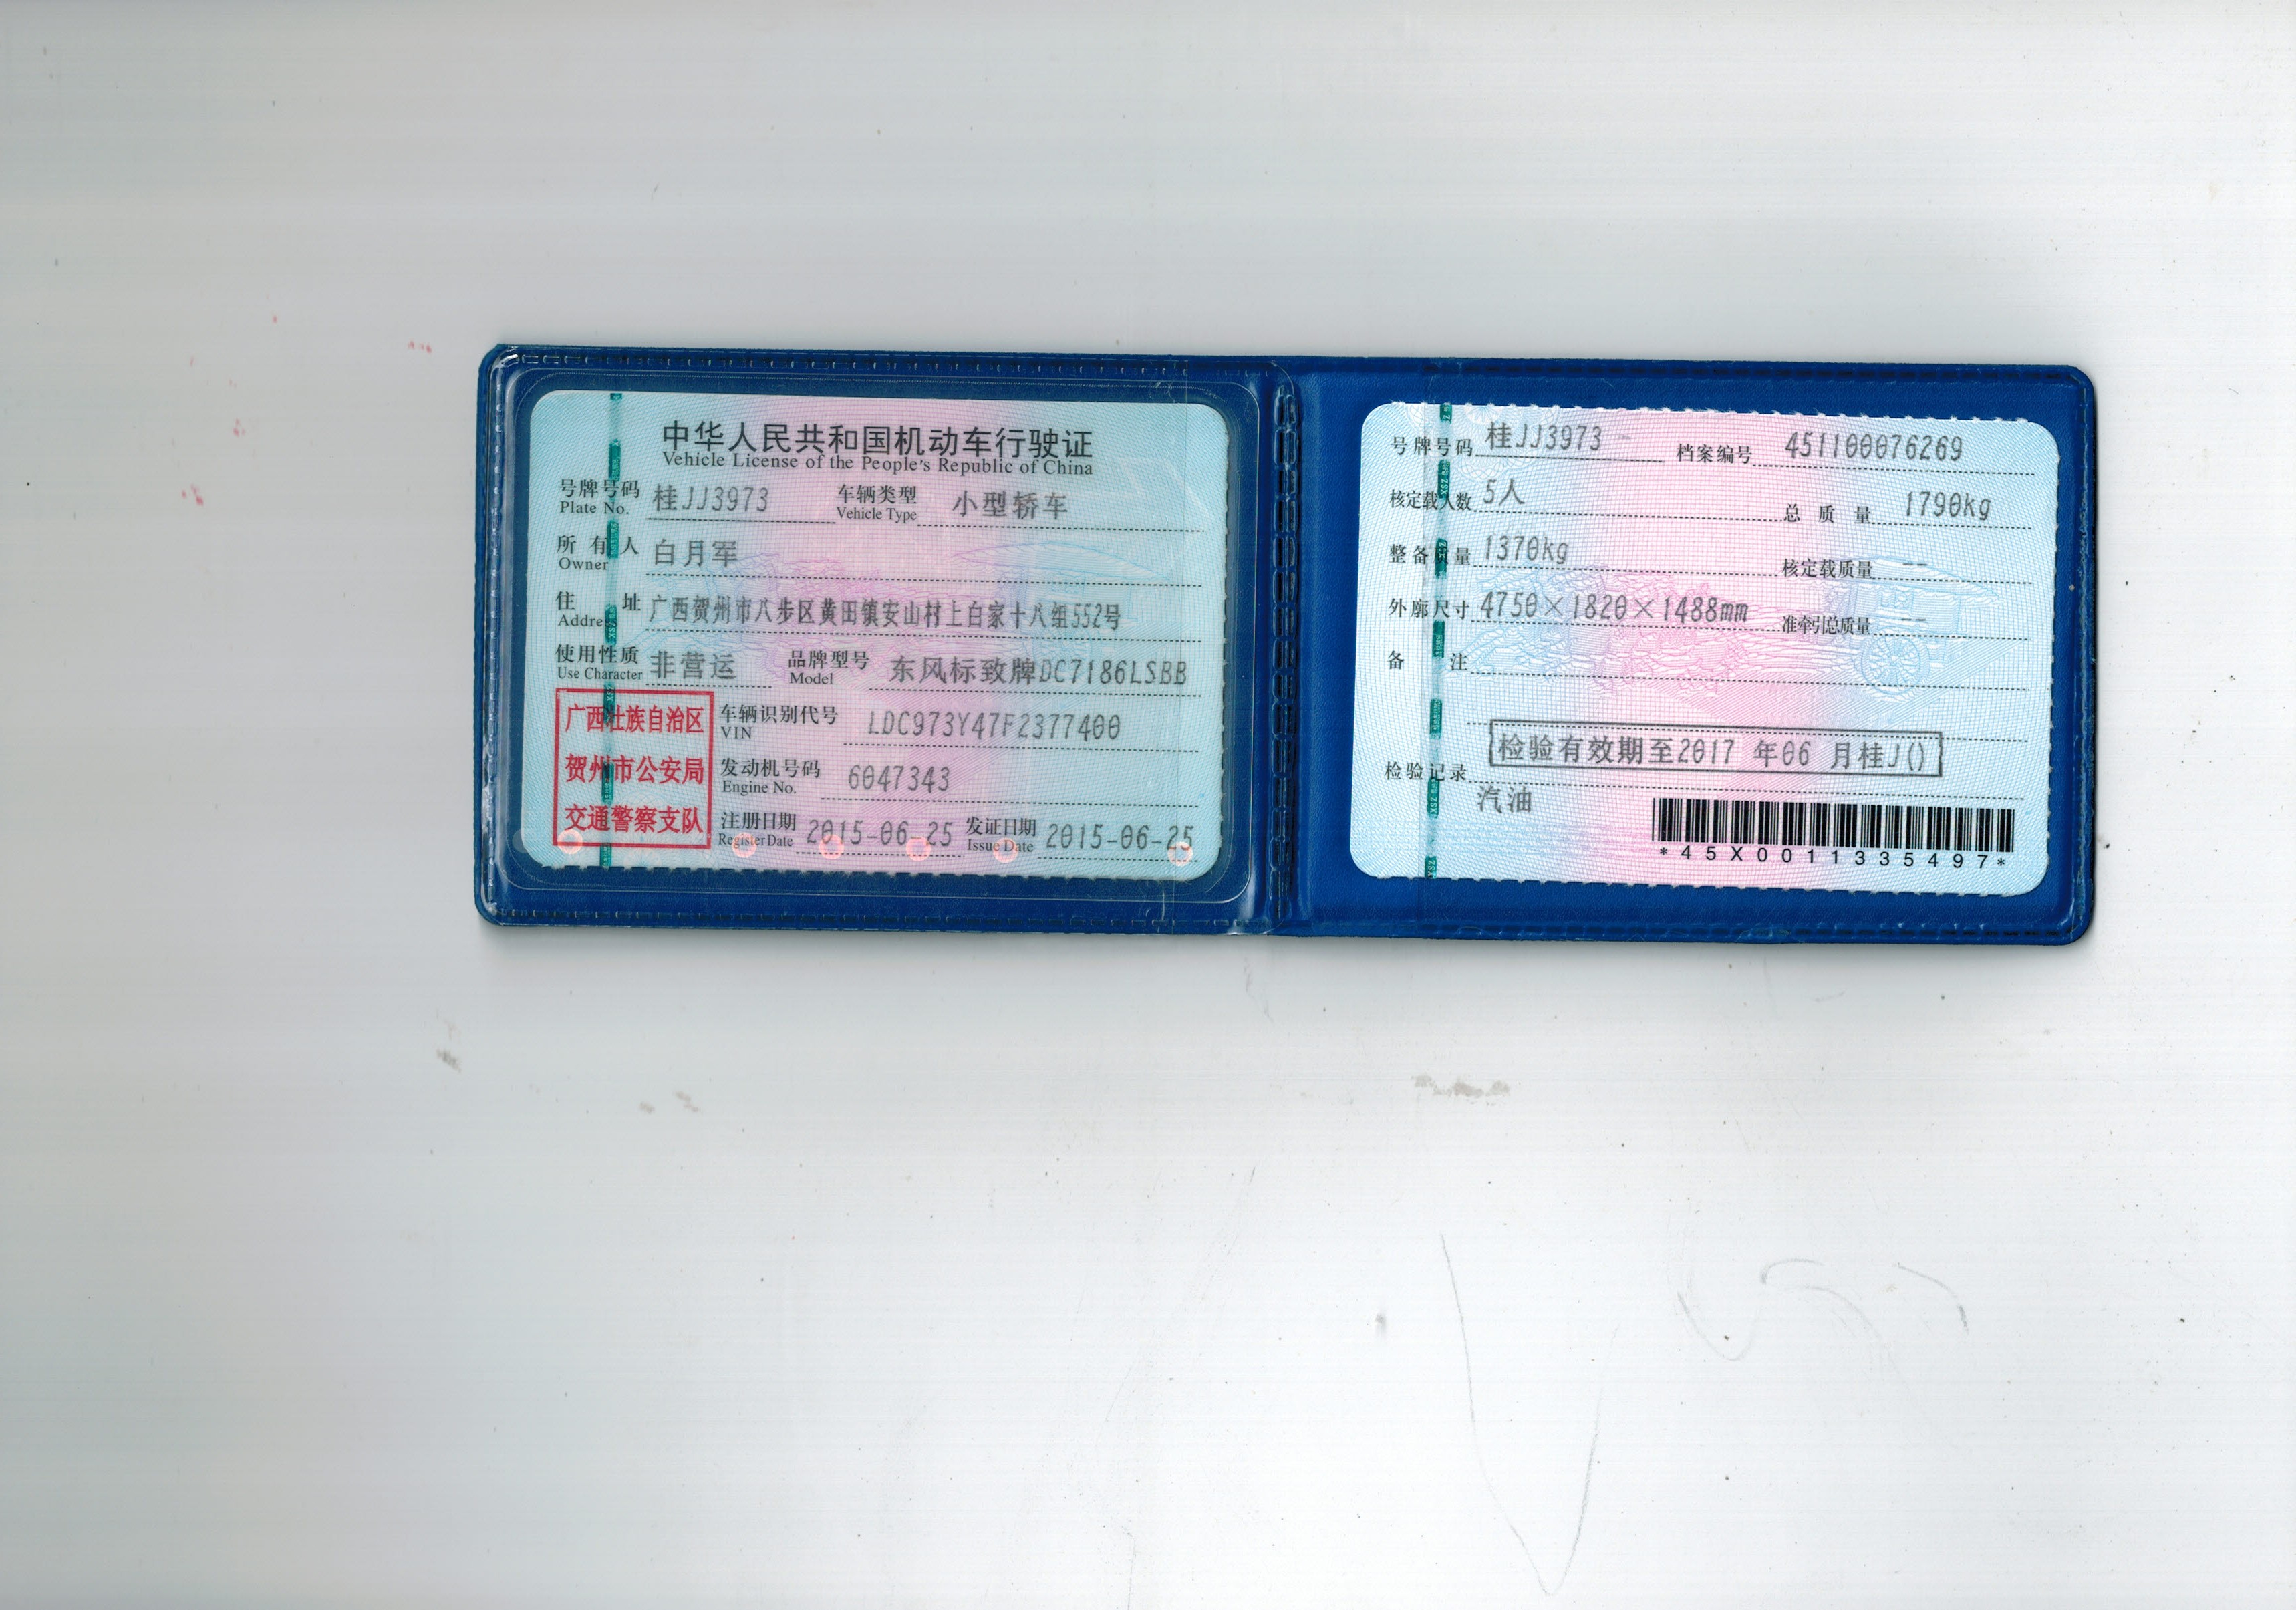 中华人民共和国机动车行驶证
Vehicle License of the People's Republic of China
号牌号码 桂JJ3973 车辆类型 小型轿车
Plate No. Vehicle Type
所有人 白月军
Owner
住址 广西贺州市八步区黄田镇安山村上白家十八组552号
Address
使用性质 非营运 品牌型号 东风标致牌DC7186LSBB
Use Character Model
广西壮族自治区
贺州市公安局
交通警察支队
车辆识别代号 LDC973Y47F2377400
VIN
发动机号码 6047343
Engine No.
注册日期 2015-06-25 发证日期 2015-06-25
Register Date Issue Date
号牌号码 桂JJ3973 档案编号 451100076269
核定载人数 5人 总质量 1790kg
整备质量 1370kg 核定载质量 --
外廓尺寸 4750×1820×1488mm 准牵引总质量 --
备注
检验有效期至2017 年06 月桂J()
检验记录
汽油
*45X0011335497*